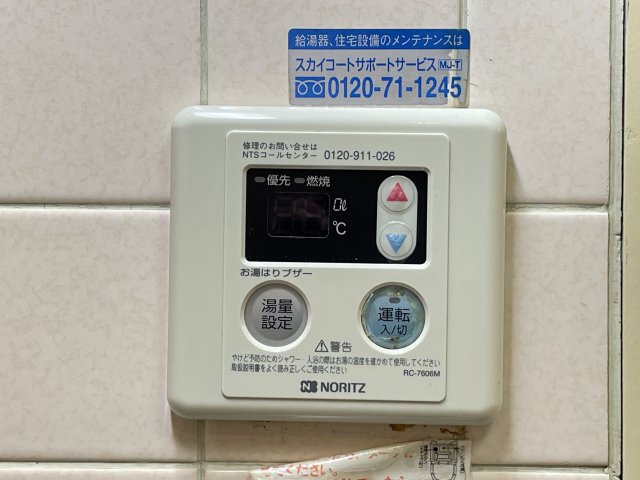 給湯器、住宅設備のメンテナンスは
スカイコートサポートサービス MJ-T
0120-71-1245
修理のお問い合せは
NTSコールセンター 0120-911-026
優先 燃焼
℃
お湯はりブザー
湯量
設定
運転
入/切
警告
やけど予防のためシャワー・入浴の際はお湯の温度を確かめて使用してください
取扱説明書をよく読み正しくご使用ください
RC-7606M
NORITZ
ください。